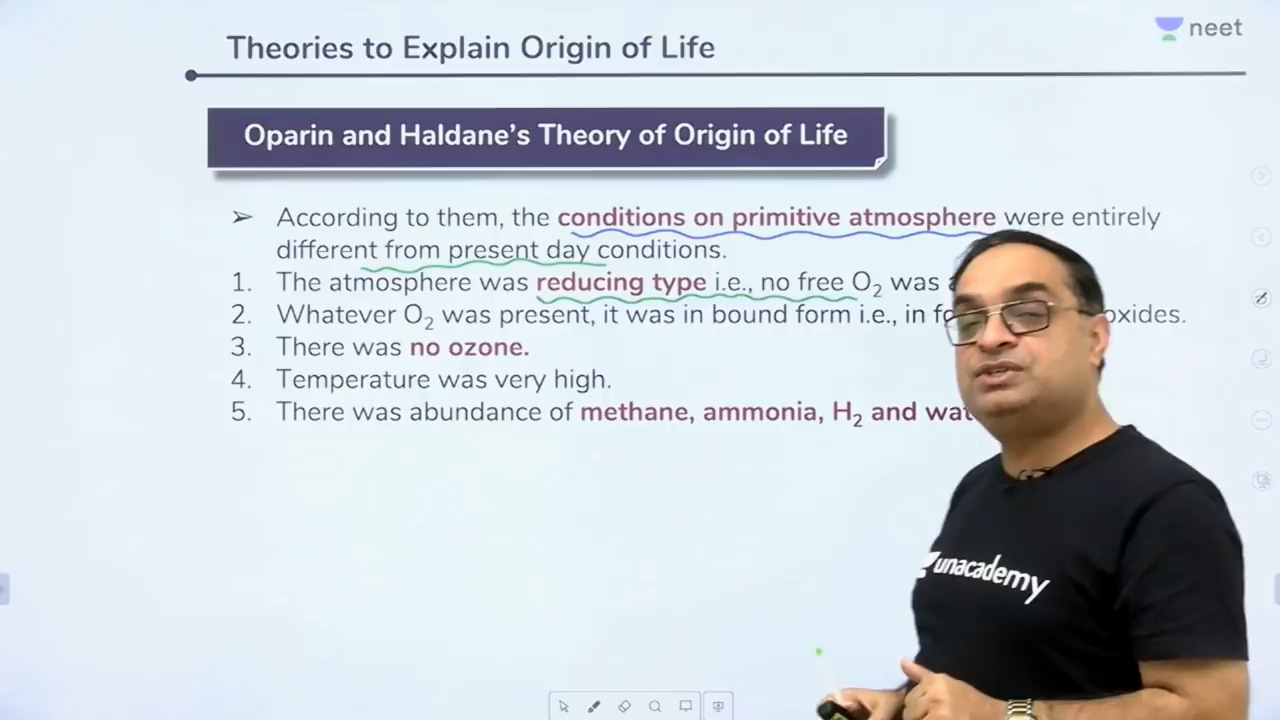 Theories to Explain Origin of Life
neet
Oparin and Haldane's Theory of Origin of Life
➢ According to them, the conditions on primitive atmosphere were entirely
different from present day conditions.
1. The atmosphere was reducing type i.e., no free O₂ was
2. Whatever O₂ was present, it was in bound form i.e., in oxides.
3. There was no ozone.
4. Temperature was very high.
5. There was abundance of methane, ammonia, H₂ and
unacademy